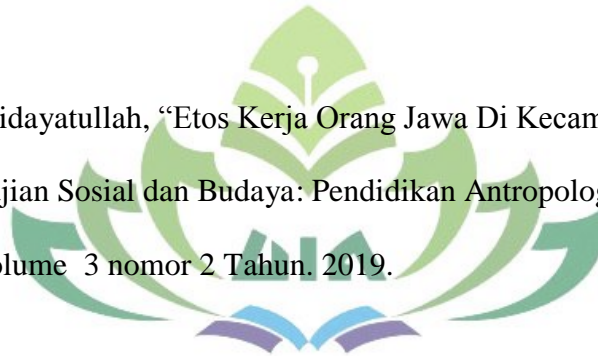 idayatullah, “Etos Kerja Orang Jawa Di Kecam
jian Sosial dan Budaya: Pendidikan Antropolog
olume 3 nomor 2 Tahun. 2019.
UIN